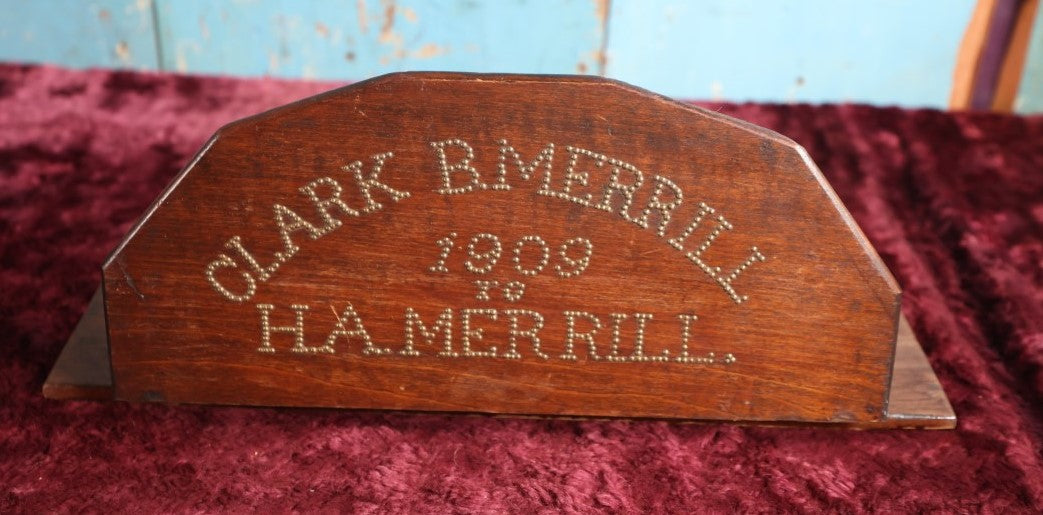 CLARK B. MERRILL
1909
TO
H.A. MERRILL.